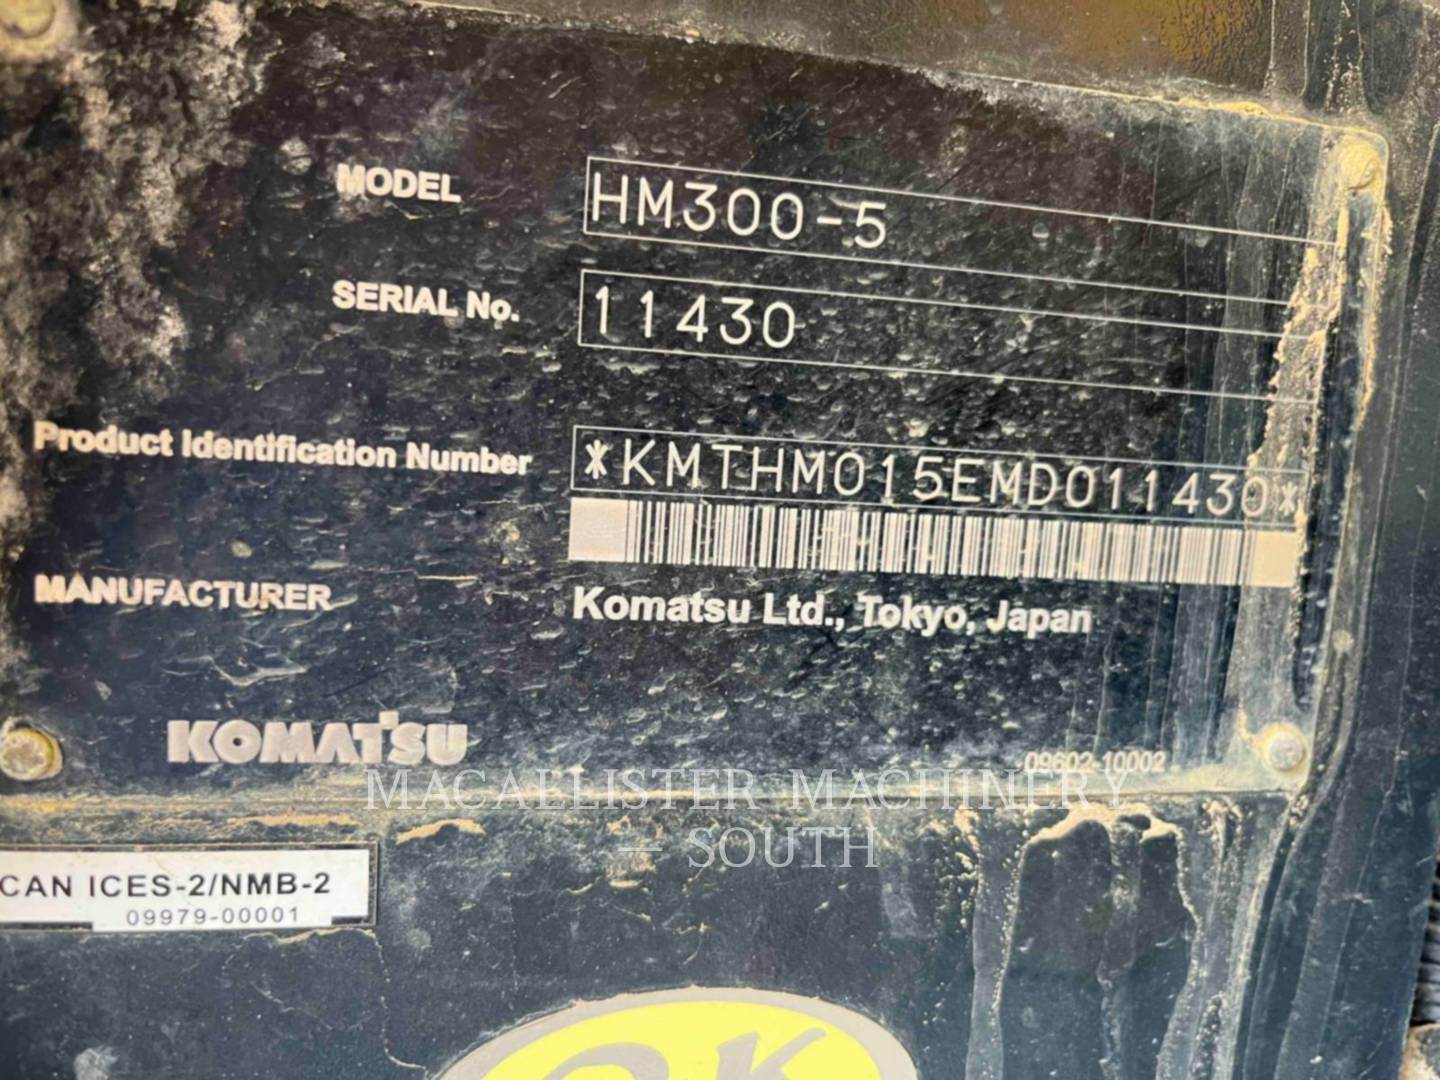 MODEL HM300-5
SERIAL No. 11430
Product Identification Number *KMTHM015EMD011430*
MANUFACTURER Komatsu Ltd., Tokyo, Japan
KOMATSU
09602-10002
MACALLISTER MACHINERY
— SOUTH
CAN ICES-2/NMB-2
09979-00001
OK